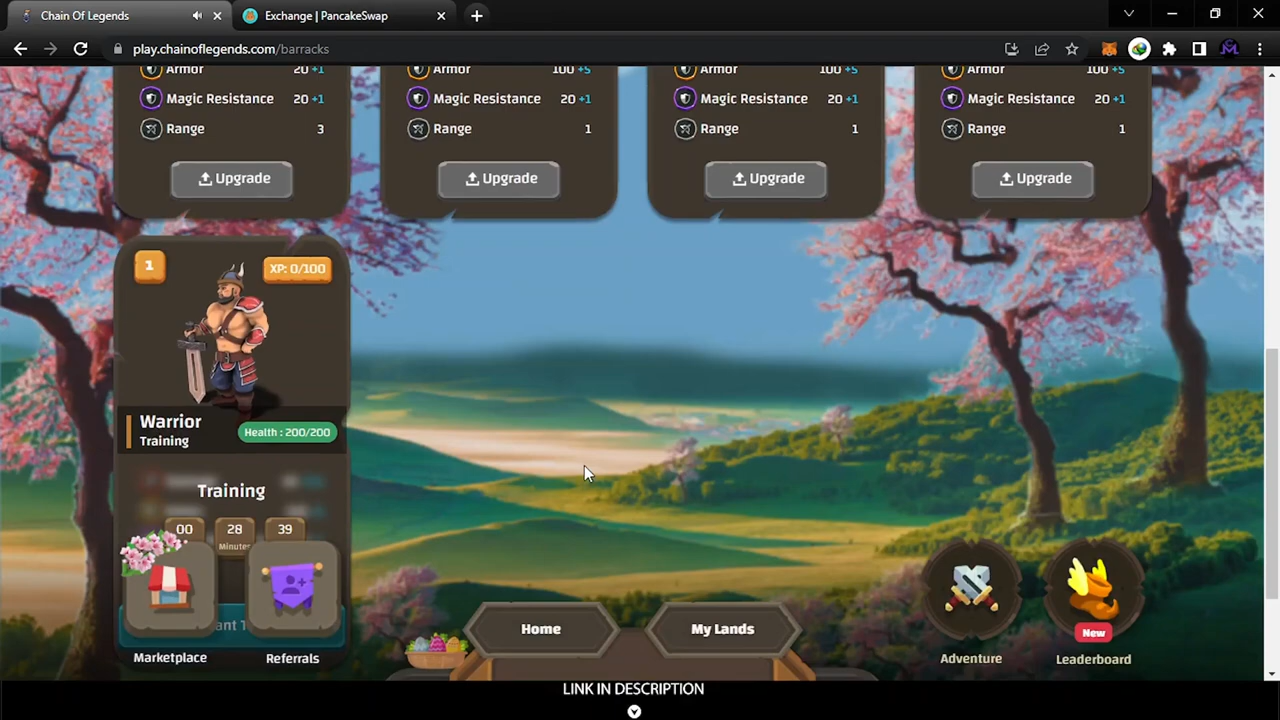 Chain Of Legends
Exchange | PancakeSwap
play.chainoflegends.com/barracks
Armor 20 +1
Magic Resistance 20 +1
Range 3
Upgrade
Armor 100 +5
Magic Resistance 20 +1
Range 1
Upgrade
Armor 100 +5
Magic Resistance 20 +1
Range 1
Upgrade
Armor 100 +5
Magic Resistance 20 +1
Range 1
Upgrade
1
XP: 0/100
Warrior
Training
Health : 200/200
Training
00 28 39
Minutes
Marketplace
Referrals
Home
My Lands
Adventure
New
Leaderboard
LINK IN DESCRIPTION